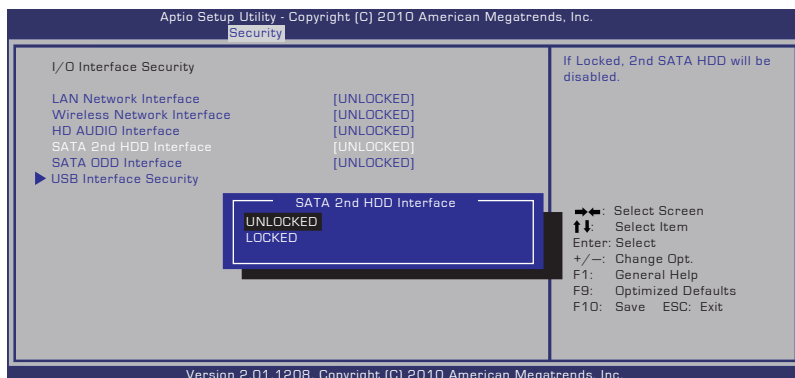 Aptio Setup Utility - Copyright (C) 2010 American Megatrends, Inc.
Security
I/O Interface Security
LAN Network Interface [UNLOCKED]
Wireless Network Interface [UNLOCKED]
HD AUDIO Interface [UNLOCKED]
SATA 2nd HDD Interface [UNLOCKED]
SATA ODD Interface [UNLOCKED]
USB Interface Security
SATA 2nd HDD Interface
UNLOCKED
LOCKED
If Locked, 2nd SATA HDD will be
disabled.
→←: Select Screen
↑↓: Select Item
Enter: Select
+/—: Change Opt.
F1: General Help
F9: Optimized Defaults
F10: Save ESC: Exit
Version 2.01.1208. Copyright (C) 2010 American Megatrends, Inc.